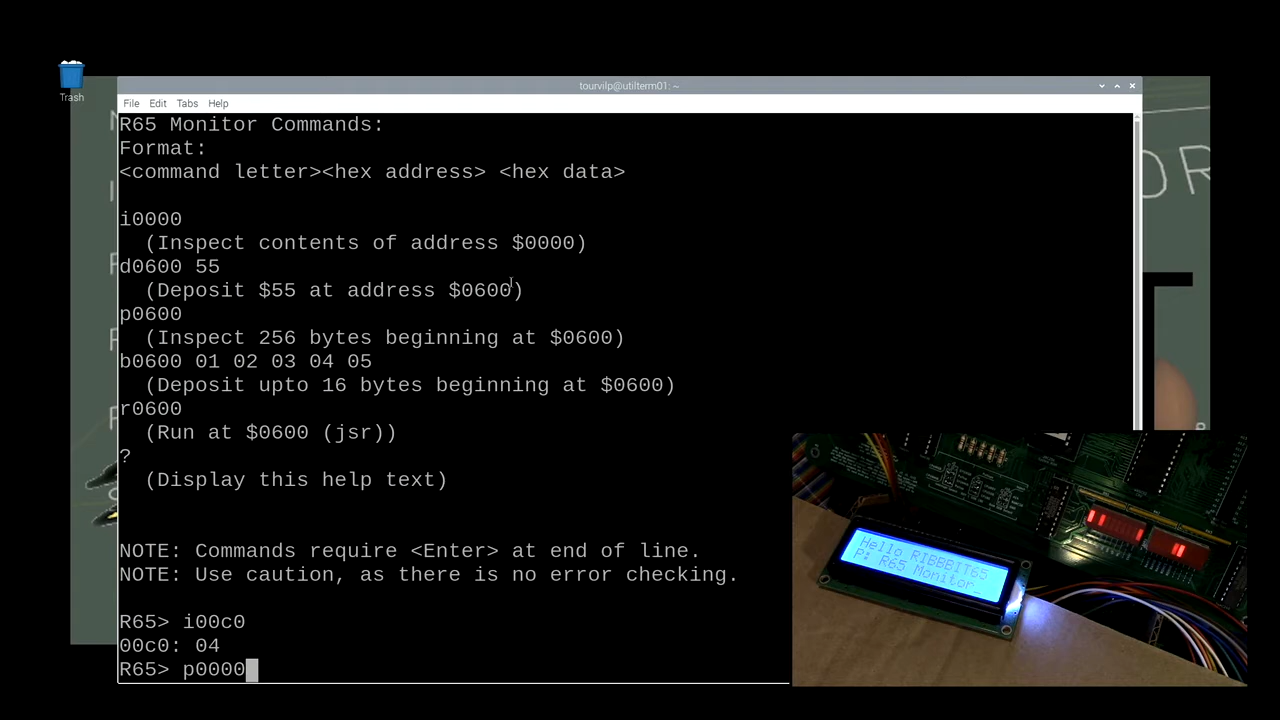 Trash
tourvilp@utilterm01: ~
File Edit Tabs Help
R65 Monitor Commands:
Format:
<command letter><hex address> <hex data>
i0000
(Inspect contents of address $0000)
d0600 55
(Deposit $55 at address $0600)
p0600
(Inspect 256 bytes beginning at $0600)
b0600 01 02 03 04 05
(Deposit upto 16 bytes beginning at $0600)
r0600
(Run at $0600 (jsr))
?
(Display this help text)
NOTE: Commands require <Enter> at end of line.
NOTE: Use caution, as there is no error checking.
R65> i00c0
00c0: 04
R65> p0000
Hello RIBBBIT65
P: R65 Monitor_